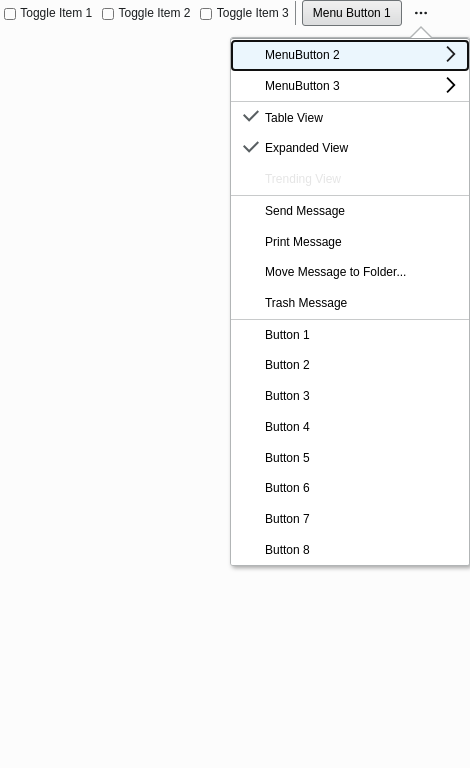 Toggle Item 1 Toggle Item 2 Toggle Item 3 Menu Button 1 ...
MenuButton 2
MenuButton 3
Table View
Expanded View
Trending View
Send Message
Print Message
Move Message to Folder...
Trash Message
Button 1
Button 2
Button 3
Button 4
Button 5
Button 6
Button 7
Button 8